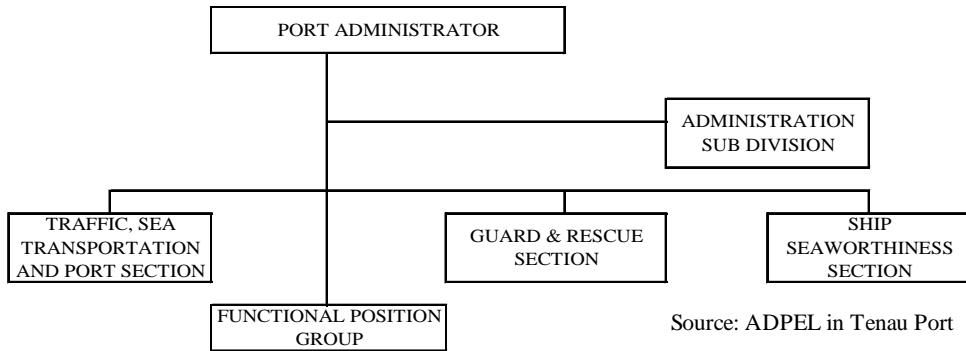 PORT ADMINISTRATOR
ADMINISTRATION
SUB DIVISION
TRAFFIC, SEA
TRANSPORTATION
AND PORT SECTION
GUARD & RESCUE
SECTION
SHIP
SEAWORTHINESS
SECTION
FUNCTIONAL POSITION
GROUP
Source: ADPEL in Tenau Port